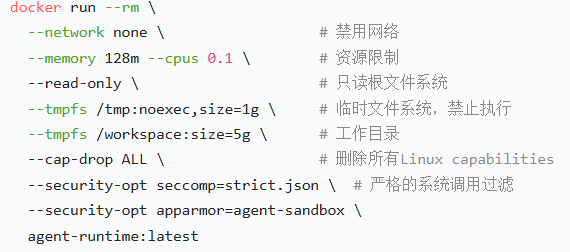 docker run --rm \
  --network none \                # 禁用网络
  --memory 128m --cpus 0.1 \      # 资源限制
  --read-only \                   # 只读根文件系统
  --tmpfs /tmp:noexec,size=1g \   # 临时文件系统，禁止执行
  --tmpfs /workspace:size=5g \    # 工作目录
  --cap-drop ALL \                # 删除所有Linux capabilities
  --security-opt seccomp=strict.json \  # 严格的系统调用过滤
  --security-opt apparmor=agent-sandbox \
  agent-runtime:latest